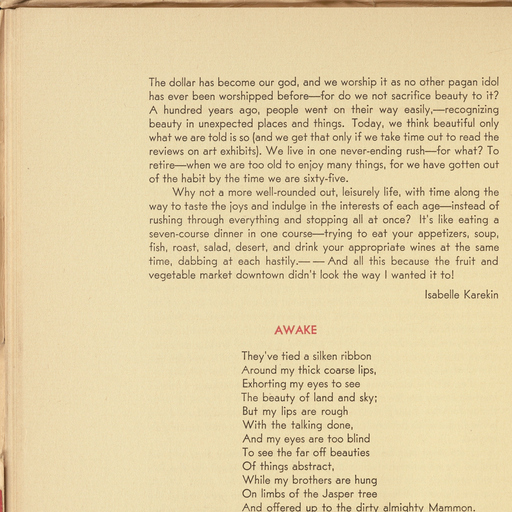 The dollar has become our god, and we worship it as no other pagan idol
has ever been worshipped before—for do we not sacrifice beauty to it?
A hundred years ago, people went on their way easily,—recognizing
beauty in unexpected places and things. Today, we think beautiful only
what we are told is so (and we get that only if we take time out to read the
reviews on art exhibits). We live in one never-ending rush—for what? To
retire—when we are too old to enjoy many things, for we have gotten out
of the habit by the time we are sixty-five.
Why not a more well-rounded out, leisurely life, with time along the
way to taste the joys and indulge in the interests of each age—instead of
rushing through everything and stopping all at once? It's like eating a
seven-course dinner in one course—trying to eat your appetizers, soup,
fish, roast, salad, desert, and drink your appropriate wines at the same
time, dabbing at each hastily.—— And all this because the fruit and
vegetable market downtown didn't look the way I wanted it to!
Isabelle Karekin
AWAKE
They've tied a silken ribbon
Around my thick coarse lips,
Exhorting my eyes to see
The beauty of land and sky;
But my lips are rough
With the talking done,
And my eyes are too blind
To see the far off beauties
Of things abstract,
While my brothers are hung
On limbs of the Jasper tree
And offered up to the dirty almighty Mammon.